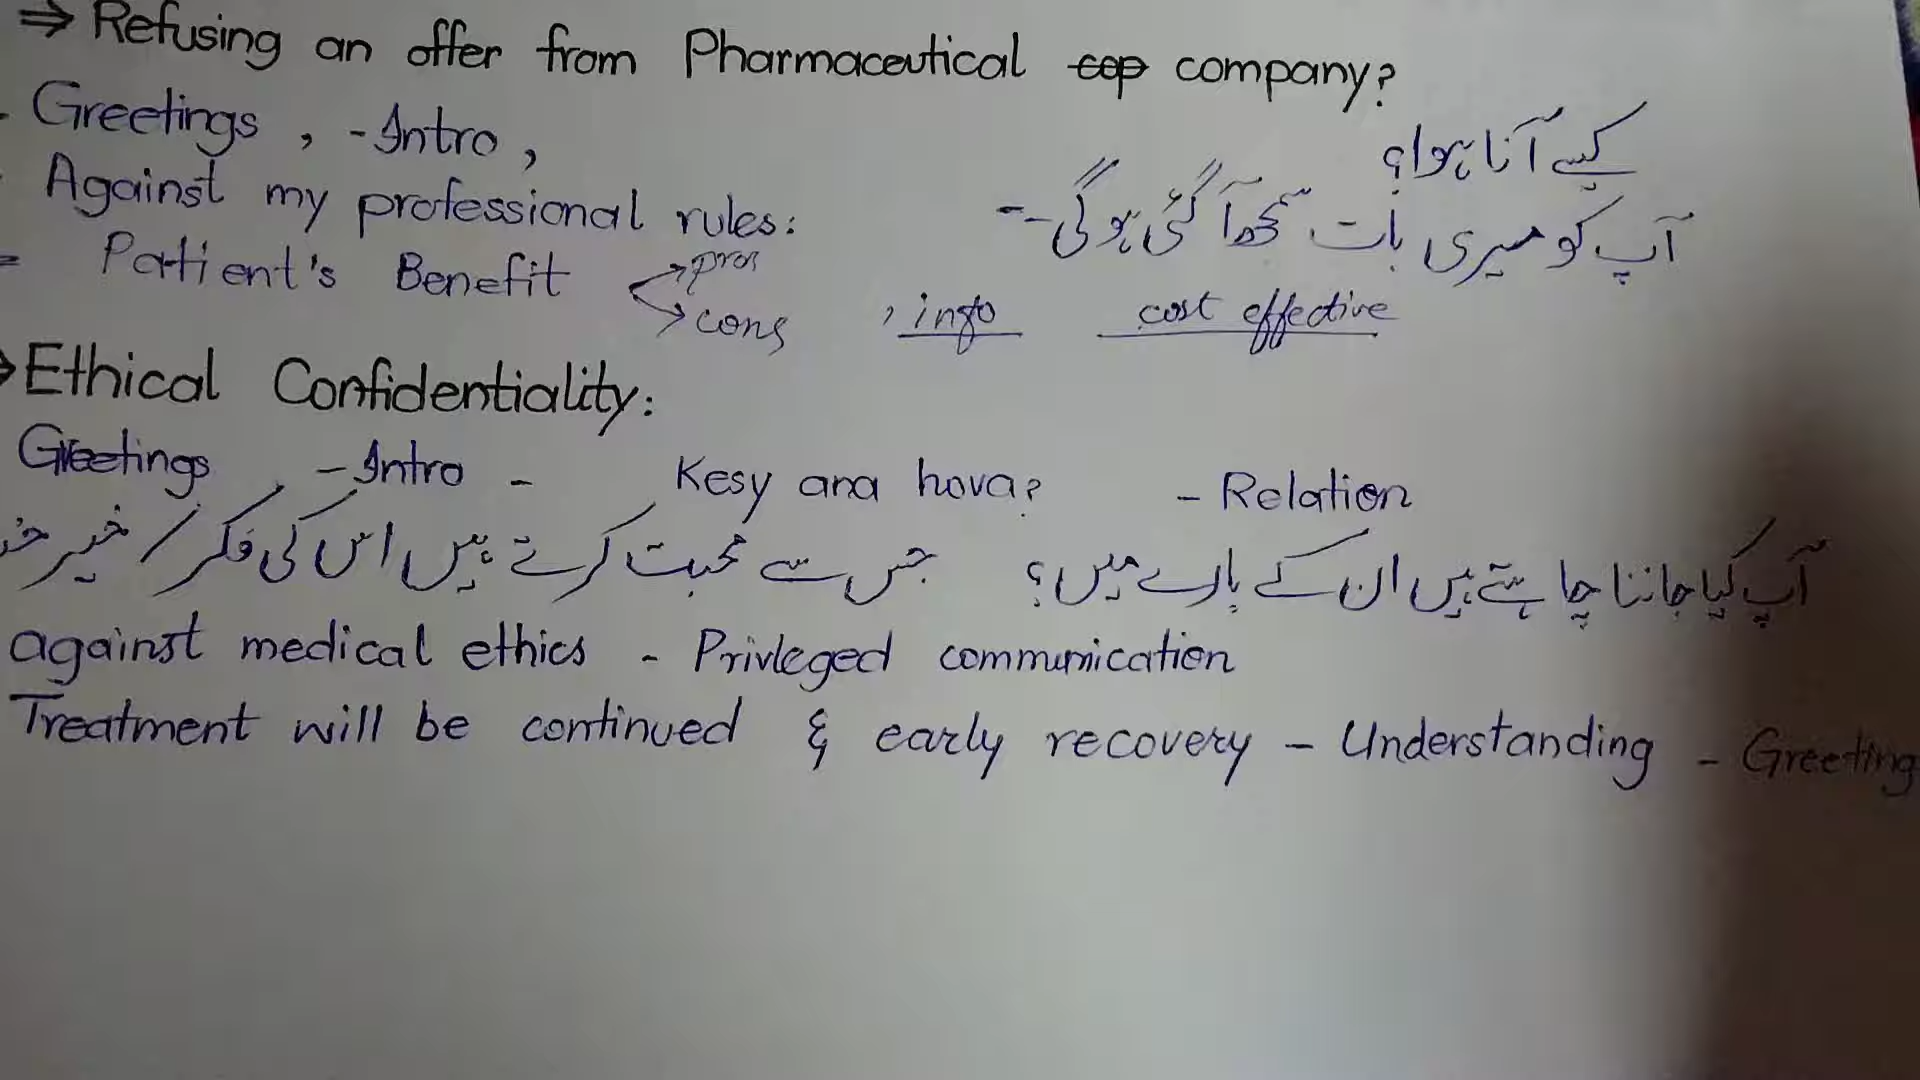 ⇒ Refusing an offer from Pharmaceutical cop company?
- Greetings , - Intro , کیسے آنا ہوا؟
- Against my professional rules: آپ کو میری بات سمجھ آ گئی ہو گی --
= Patient's Benefit → pros → cons , info cost effective
→ Ethical Confidentiality:
Greetings , - Intro - Kesy ana hova? - Relation
آپ کیا جاننا چاہتے ہیں ان کے بارے میں؟ جس سے محبت کرتے ہیں اس کی فکر / خیر
against medical ethics - Privleged communication
Treatment will be continued & early recovery - Understanding - Greeting